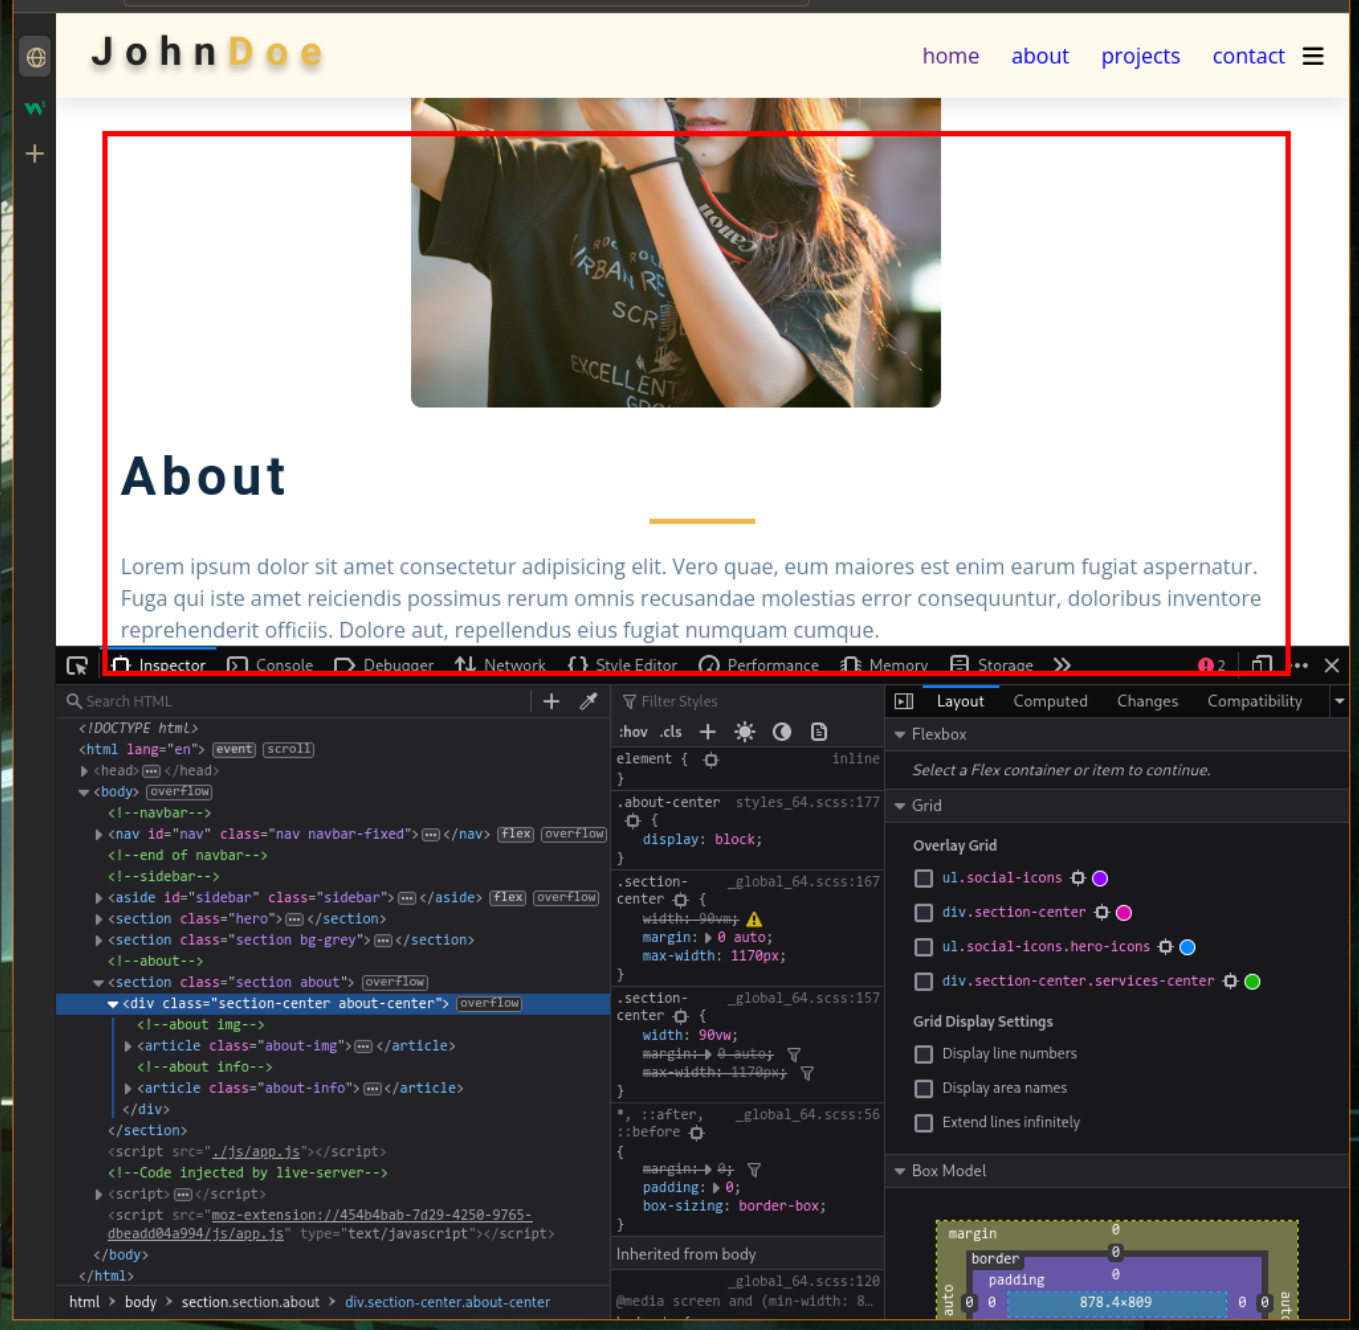 JohnDoe
home about projects contact
Canon
ROCK ROLL
URBAN RE
SCR
EXCELLENT
About
Lorem ipsum dolor sit amet consectetur adipisicing elit. Vero quae, eum maiores est enim earum fugiat aspernatur.
Fuga qui iste amet reiciendis possimus rerum omnis recusandae molestias error consequuntur, doloribus inventore
reprehenderit officiis. Dolore aut, repellendus eius fugiat numquam cumque.
Inspector Console Debugger Network {} Style Editor Performance Memory Storage 2
Search HTML
<!DOCTYPE html>
<html lang="en"> event scroll
<head> </head>
<body> overflow
<!--navbar-->
<nav id="nav" class="nav navbar-fixed"> </nav> flex overflow
<!--end of navbar-->
<!--sidebar-->
<aside id="sidebar" class="sidebar"> </aside> flex overflow
<section class="hero"> </section>
<section class="section bg-grey"> </section>
<!--about-->
<section class="section about"> overflow
<div class="section-center about-center"> overflow
<!--about img-->
<article class="about-img"> </article>
<!--about info-->
<article class="about-info"> </article>
</div>
</section>
<script src="./js/app.js"></script>
<!--Code injected by live-server-->
<script> </script>
<script src="moz-extension://454b4bab-7d29-4250-9765-
dbeadd04a994/js/app.js" type="text/javascript"></script>
</body>
</html>
html > body > section.section.about > div.section-center.about-center
Filter Styles
:hov .cls +
element { inline
}
.about-center styles_64.scss:177
{
display: block;
}
.section- _global_64.scss:167
center {
width: 90vm;
margin: 0 auto;
max-width: 1170px;
}
.section- _global_64.scss:157
center {
width: 90vw;
margin: 0 auto;
max-width: 1170px;
}
*, ::after, _global_64.scss:56
::before
{
margin: 0;
padding: 0;
box-sizing: border-box;
}
Inherited from body
_global_64.scss:120
@media screen and (min-width: 8…
Layout Computed Changes Compatibility
Flexbox
Select a Flex container or item to continue.
Grid
Overlay Grid
ul.social-icons
div.section-center
ul.social-icons.hero-icons
div.section-center.services-center
Grid Display Settings
Display line numbers
Display area names
Extend lines infinitely
Box Model
margin 0
border 0
padding 0
auto 0 0 878.4×809 0 0